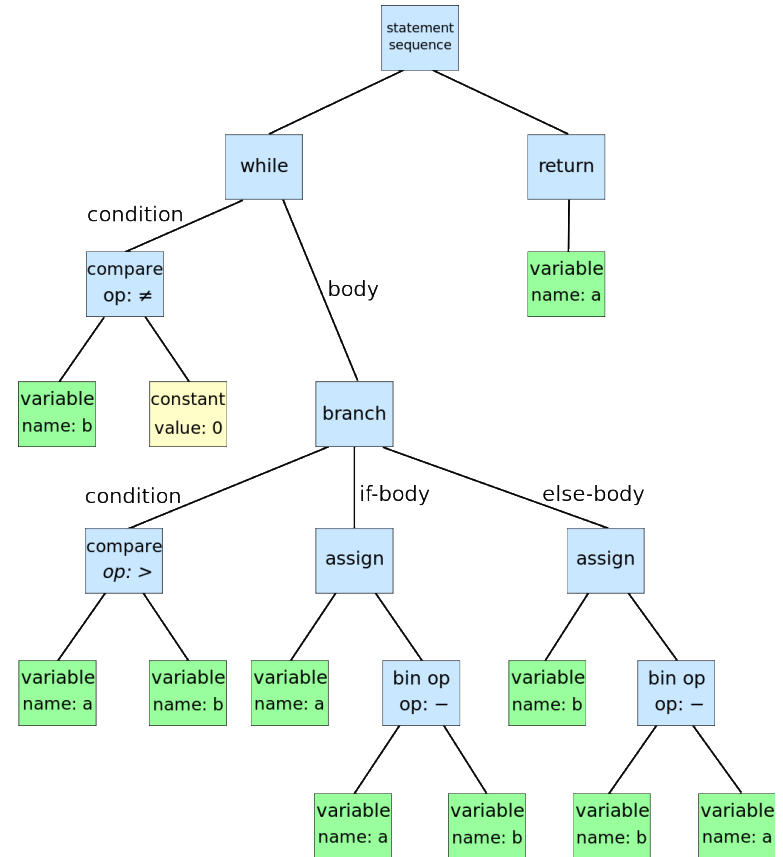 statement
sequence
while
return
condition
body
compare
op: ≠
variable
name: a
variable
name: b
constant
value: 0
branch
condition
if-body
else-body
compare
op: >
assign
assign
variable
name: a
variable
name: b
variable
name: a
bin op
op: −
variable
name: b
bin op
op: −
variable
name: a
variable
name: b
variable
name: b
variable
name: a